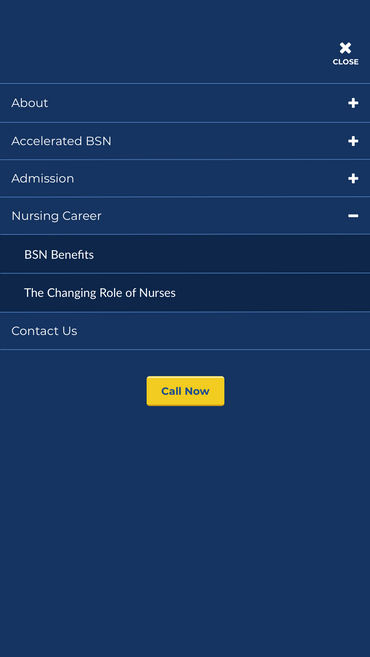 CLOSE
About
Accelerated BSN
Admission
Nursing Career
BSN Benefits
The Changing Role of Nurses
Contact Us
Call Now